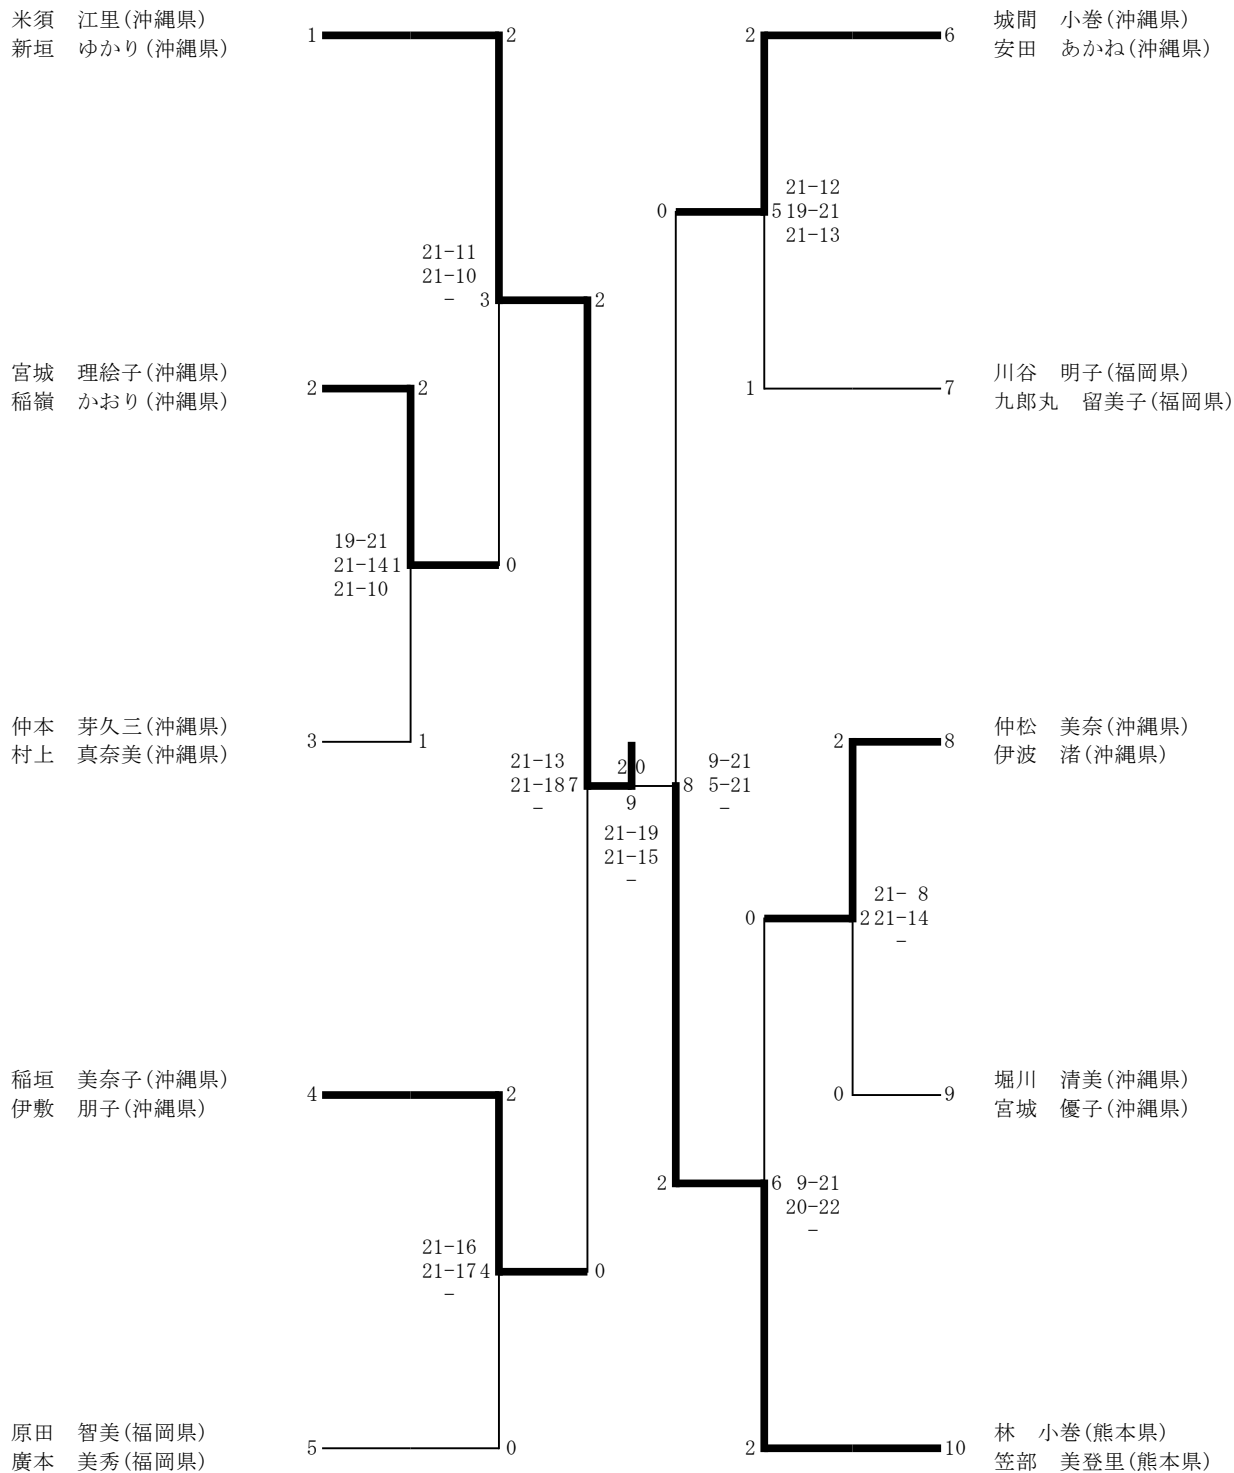 米須　江里(沖縄県)
新垣　ゆかり(沖縄県)
1
2
2
6
城間　小巻(沖縄県)
安田　あかね(沖縄県)
21-12
0
5 19-21
21-13
21-11
21-10
-
3
2
宮城　理絵子(沖縄県)
稲嶺　かおり(沖縄県)
2
2
1
7
川谷　明子(福岡県)
九郎丸　留美子(福岡県)
19-21
21-14 1
0
21-10
仲本　芽久三(沖縄県)
村上　真奈美(沖縄県)
3
1
2
8
仲松　美奈(沖縄県)
伊波　渚(沖縄県)
21-13
21-18 7
-
2 0
9
21-19
21-15
-
9-21
8 5-21
-
21- 8
0
2 21-14
-
稲垣　美奈子(沖縄県)
伊敷　朋子(沖縄県)
4
2
0
9
堀川　清美(沖縄県)
宮城　優子(沖縄県)
2
6 9-21
20-22
-
21-16
21-17 4
-
0
原田　智美(福岡県)
廣本　美秀(福岡県)
5
0
2
10
林　小巻(熊本県)
笠部　美登里(熊本県)